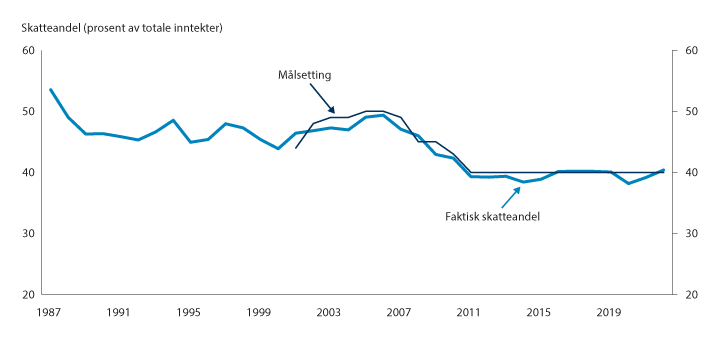 Skatteandel (prosent av totale inntekter)
60 60
Målsetting
50 50
40 40
Faktisk skatteandel
30 30
20 20
1987 1991 1995 1999 2003 2007 2011 2015 2019